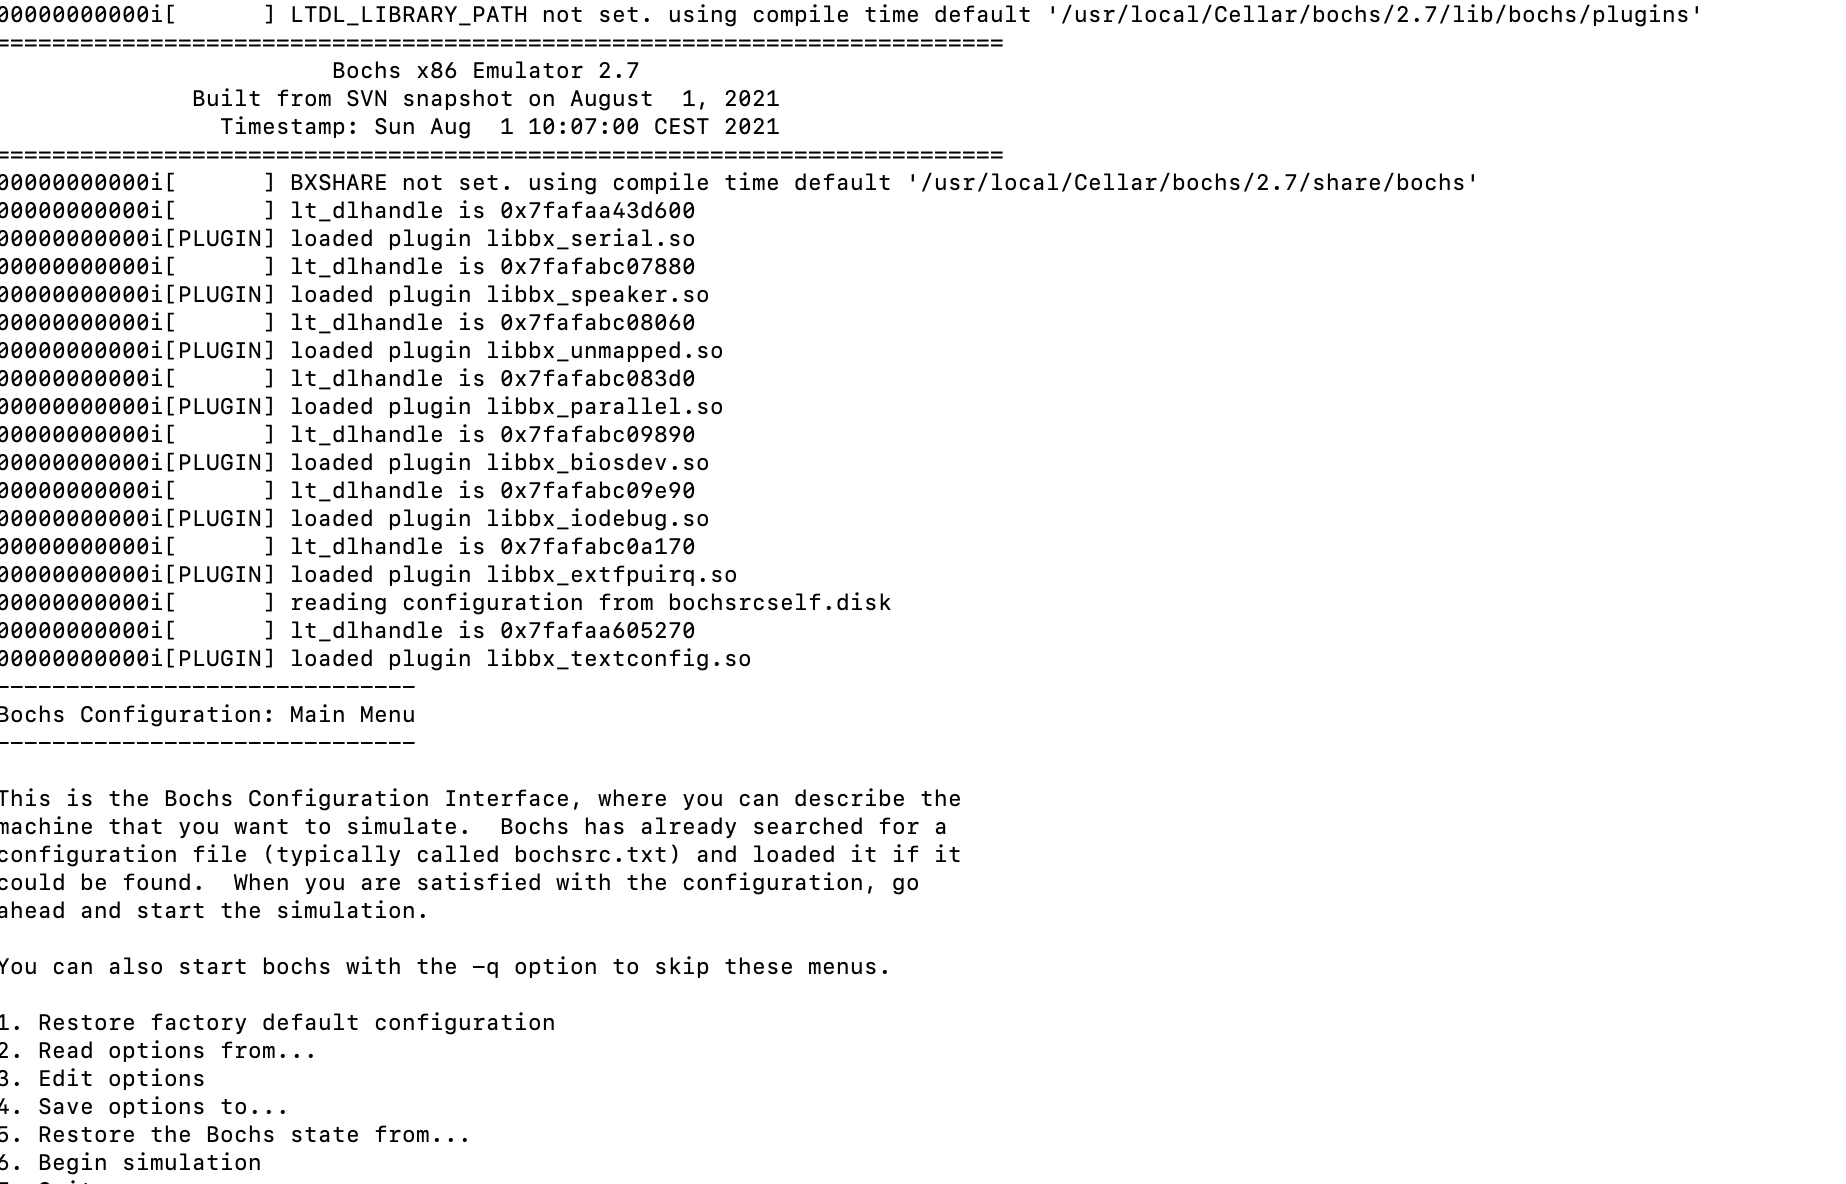 00000000000i[      ] LTDL_LIBRARY_PATH not set. using compile time default '/usr/local/Cellar/bochs/2.7/lib/bochs/plugins'
========================================================================
                        Bochs x86 Emulator 2.7
              Built from SVN snapshot on August  1, 2021
                Timestamp: Sun Aug  1 10:07:00 CEST 2021
========================================================================
00000000000i[      ] BXSHARE not set. using compile time default '/usr/local/Cellar/bochs/2.7/share/bochs'
00000000000i[      ] lt_dlhandle is 0x7fafaa43d600
00000000000i[PLUGIN] loaded plugin libbx_serial.so
00000000000i[      ] lt_dlhandle is 0x7fafabc07880
00000000000i[PLUGIN] loaded plugin libbx_speaker.so
00000000000i[      ] lt_dlhandle is 0x7fafabc08060
00000000000i[PLUGIN] loaded plugin libbx_unmapped.so
00000000000i[      ] lt_dlhandle is 0x7fafabc083d0
00000000000i[PLUGIN] loaded plugin libbx_parallel.so
00000000000i[      ] lt_dlhandle is 0x7fafabc09890
00000000000i[PLUGIN] loaded plugin libbx_biosdev.so
00000000000i[      ] lt_dlhandle is 0x7fafabc09e90
00000000000i[PLUGIN] loaded plugin libbx_iodebug.so
00000000000i[      ] lt_dlhandle is 0x7fafabc0a170
00000000000i[PLUGIN] loaded plugin libbx_extfpuirq.so
00000000000i[      ] reading configuration from bochsrcself.disk
00000000000i[      ] lt_dlhandle is 0x7fafaa605270
00000000000i[PLUGIN] loaded plugin libbx_textconfig.so
------------------------------
Bochs Configuration: Main Menu
------------------------------
This is the Bochs Configuration Interface, where you can describe the
machine that you want to simulate.  Bochs has already searched for a
configuration file (typically called bochsrc.txt) and loaded it if it
could be found.  When you are satisfied with the configuration, go
ahead and start the simulation.
You can also start bochs with the -q option to skip these menus.
1. Restore factory default configuration
2. Read options from...
3. Edit options
4. Save options to...
5. Restore the Bochs state from...
6. Begin simulation